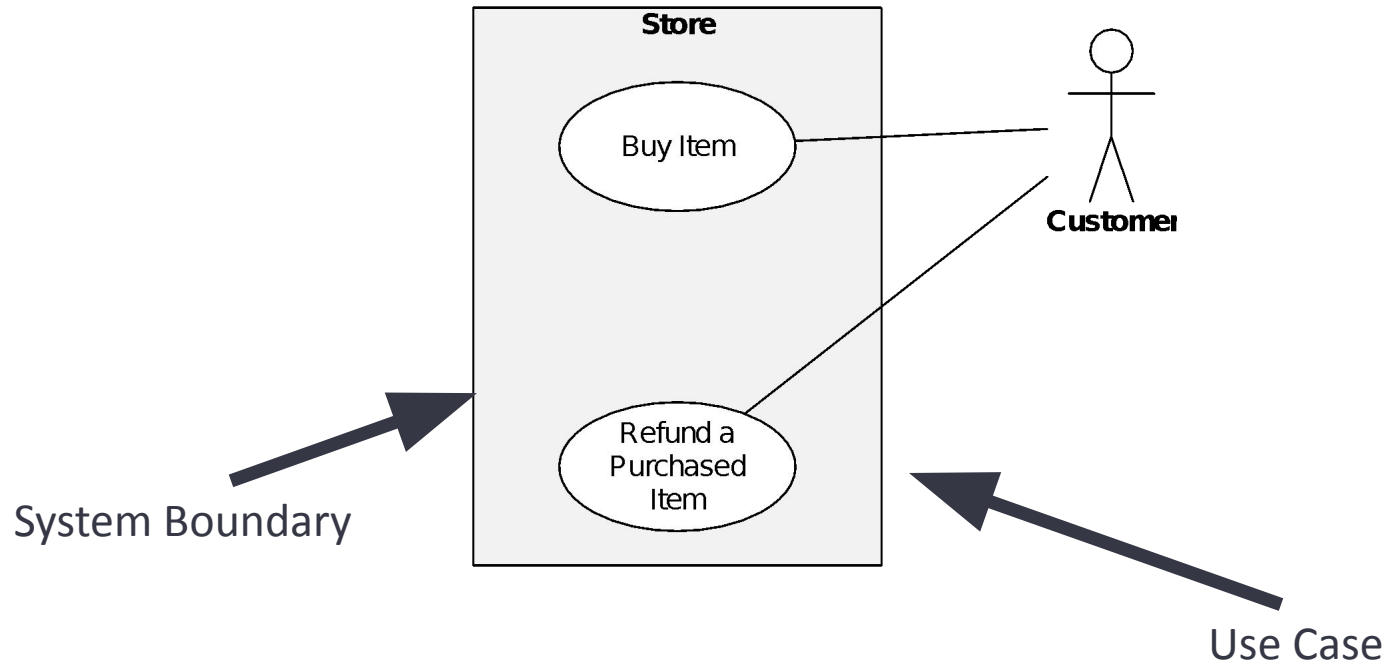 Store
Buy Item
Customer
Refund a
Purchased
Item
System Boundary
Use Case